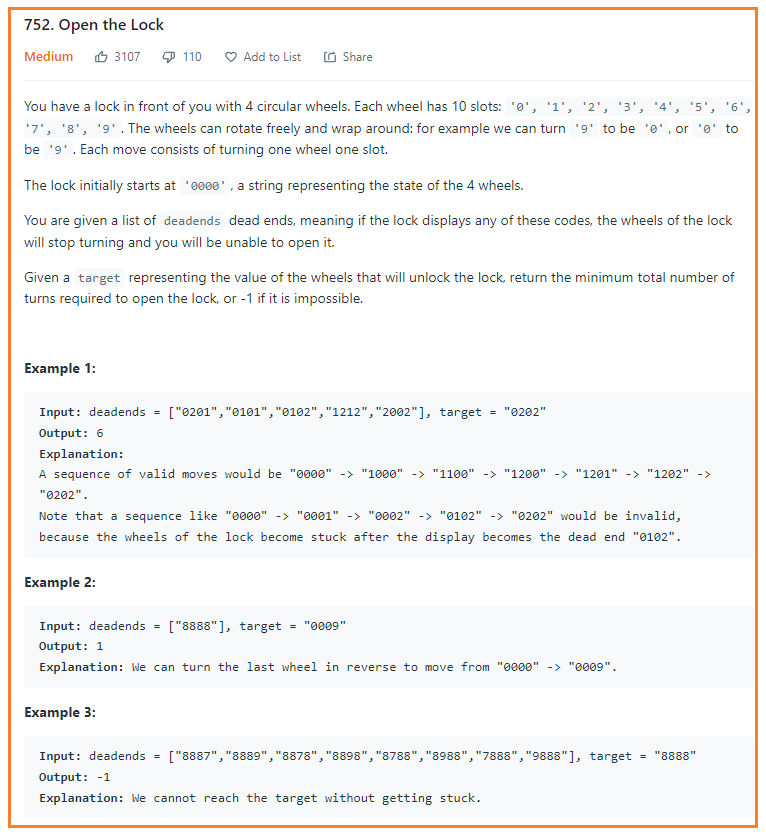 752. Open the Lock
Medium 3107 110 Add to List Share
You have a lock in front of you with 4 circular wheels. Each wheel has 10 slots: '0', '1', '2', '3', '4', '5', '6',
'7', '8', '9'. The wheels can rotate freely and wrap around: for example we can turn '9' to be '0', or '0' to
be '9'. Each move consists of turning one wheel one slot.
The lock initially starts at '0000', a string representing the state of the 4 wheels.
You are given a list of deadends dead ends, meaning if the lock displays any of these codes, the wheels of the lock
will stop turning and you will be unable to open it.
Given a target representing the value of the wheels that will unlock the lock, return the minimum total number of
turns required to open the lock, or -1 if it is impossible.
Example 1:
Input: deadends = ["0201","0101","0102","1212","2002"], target = "0202"
Output: 6
Explanation:
A sequence of valid moves would be "0000" -> "1000" -> "1100" -> "1200" -> "1201" -> "1202" ->
"0202".
Note that a sequence like "0000" -> "0001" -> "0002" -> "0102" -> "0202" would be invalid,
because the wheels of the lock become stuck after the display becomes the dead end "0102".
Example 2:
Input: deadends = ["8888"], target = "0009"
Output: 1
Explanation: We can turn the last wheel in reverse to move from "0000" -> "0009".
Example 3:
Input: deadends = ["8887","8889","8878","8898","8788","8988","7888","9888"], target = "8888"
Output: -1
Explanation: We cannot reach the target without getting stuck.